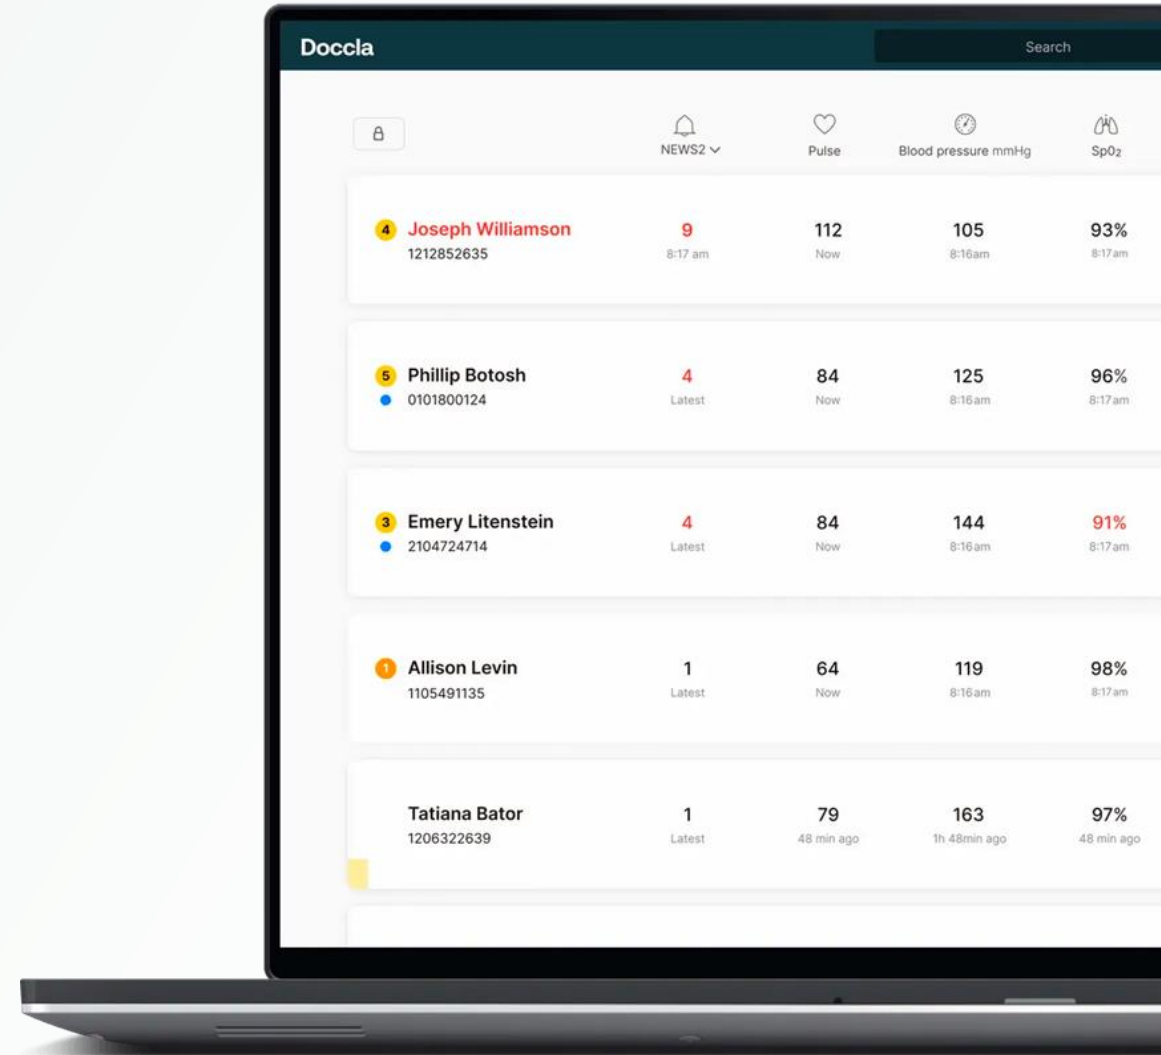 Doccla
Search
NEWS2
Pulse
Blood pressure mmHg
SpO₂
4
Joseph Williamson
1212852635
9
8:17 am
112
Now
105
8:16am
93%
8:17am
5
Phillip Botosh
0101800124
4
Latest
84
Now
125
8:16am
96%
8:17am
3
Emery Litenstein
2104724714
4
Latest
84
Now
144
8:16am
91%
8:17am
1
Allison Levin
1105491135
1
Latest
64
Now
119
8:16am
98%
8:17am
Tatiana Bator
1206322639
1
Latest
79
48 min ago
163
1h 48min ago
97%
48 min ago